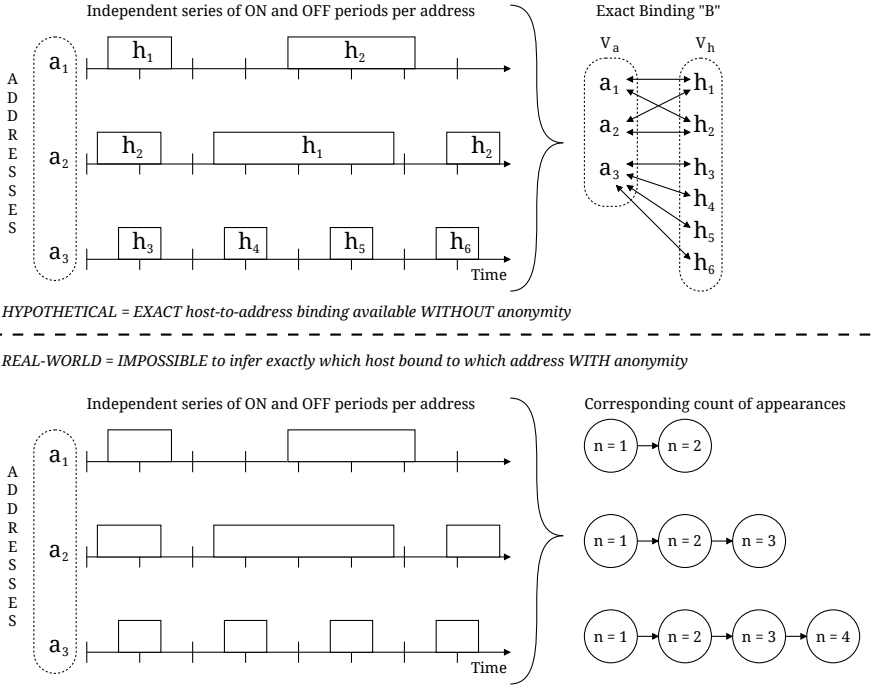 Independent series of ON and OFF periods per address
Exact Binding "B"
ADDRESSES
a1
h1
h2
a2
h2
h1
h2
a3
h3
h4
h5
h6
Time
Va
Vh
a1
h1
a2
h2
a3
h3
h4
h5
h6
HYPOTHETICAL = EXACT host-to-address binding available WITHOUT anonymity
REAL-WORLD = IMPOSSIBLE to infer exactly which host bound to which address WITH anonymity
Independent series of ON and OFF periods per address
Corresponding count of appearances
ADDRESSES
a1
n = 1
n = 2
a2
n = 1
n = 2
n = 3
a3
n = 1
n = 2
n = 3
n = 4
Time